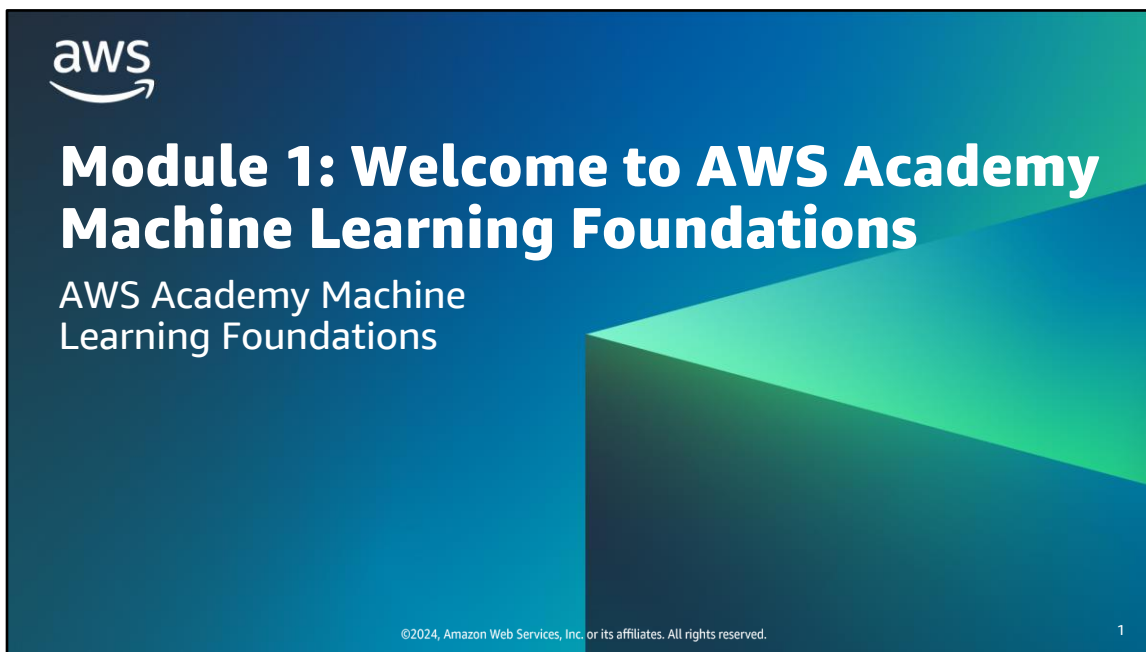 aws
Module 1: Welcome to AWS Academy
Machine Learning Foundations
AWS Academy Machine
Learning Foundations
©2024, Amazon Web Services, Inc. or its affiliates. All rights reserved.
1